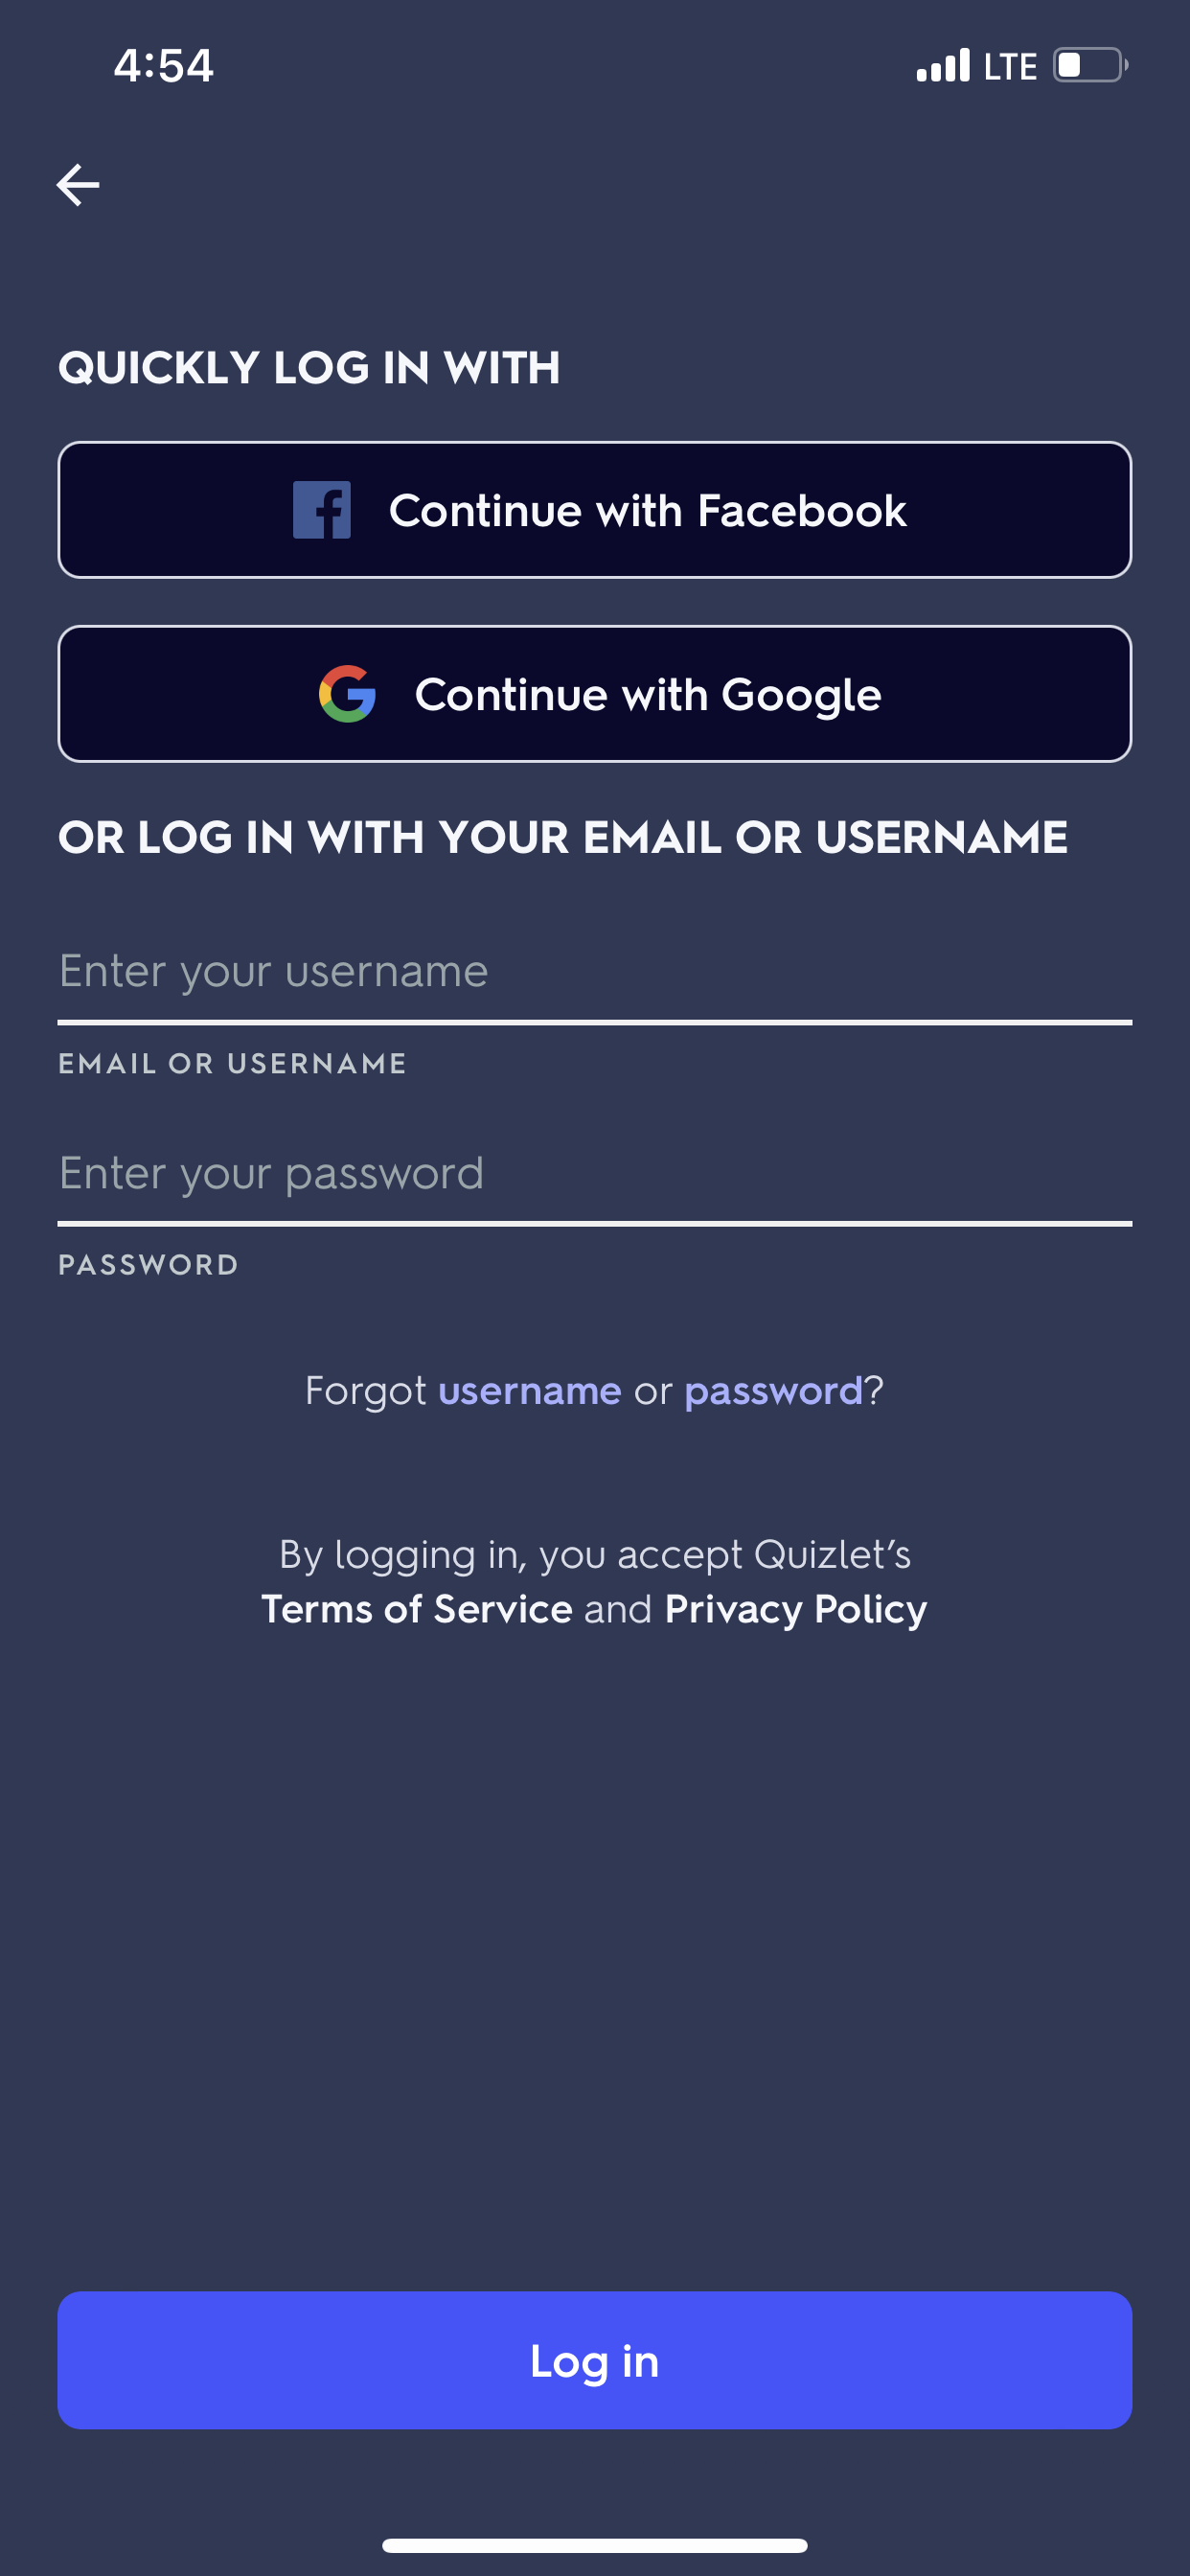 4:54 LTE
QUICKLY LOG IN WITH
Continue with Facebook
Continue with Google
OR LOG IN WITH YOUR EMAIL OR USERNAME
Enter your username
EMAIL OR USERNAME
Enter your password
PASSWORD
Forgot username or password?
By logging in, you accept Quizlet’s
Terms of Service and Privacy Policy
Log in